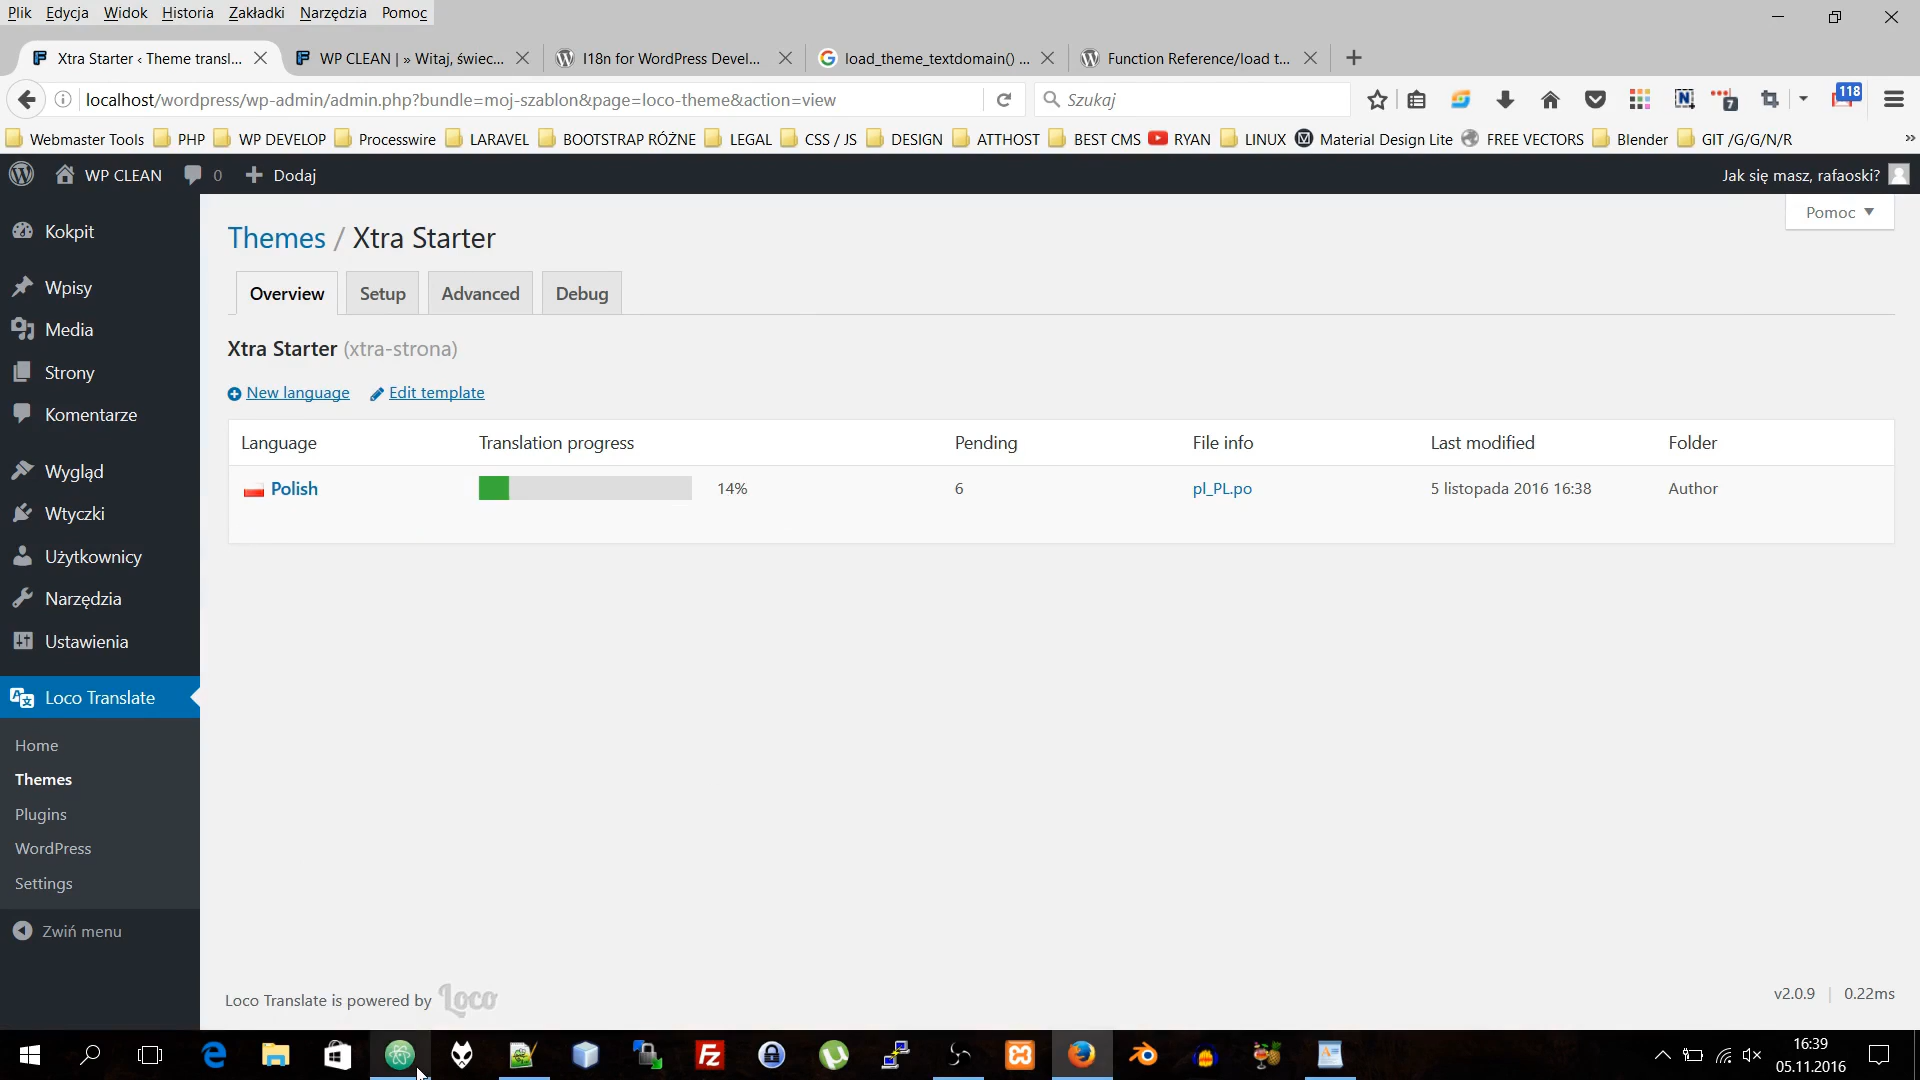 Plik Edycja Widok Historia Zakładki Narzędzia Pomoc
Xtra Starter ‹ Theme transl...
WP CLEAN | » Witaj, świec...
I18n for WordPress Devel...
load_theme_textdomain() ...
Function Reference/load t...
localhost/wordpress/wp-admin/admin.php?bundle=moj-szablon&page=loco-theme&action=view
Szukaj
7
118
Webmaster Tools PHP WP DEVELOP Processwire LARAVEL BOOTSTRAP RÓŻNE LEGAL CSS / JS DESIGN ATTHOST BEST CMS RYAN LINUX Material Design Lite FREE VECTORS Blender GIT /G/G/N/R
WP CLEAN 0 Dodaj
Jak się masz, rafaoski?
Pomoc
Kokpit
Wpisy
Media
Strony
Komentarze
Wygląd
Wtyczki
Użytkownicy
Narzędzia
Ustawienia
Loco Translate
Home
Themes
Plugins
WordPress
Settings
Zwiń menu
Themes / Xtra Starter
Overview Setup Advanced Debug
Xtra Starter (xtra-strona)
New language Edit template
Language Translation progress Pending File info Last modified Folder
Polish 14% 6 pl_PL.po 5 listopada 2016 16:38 Author
Loco Translate is powered by Loco
v2.0.9 | 0.22ms
16:39
05.11.2016